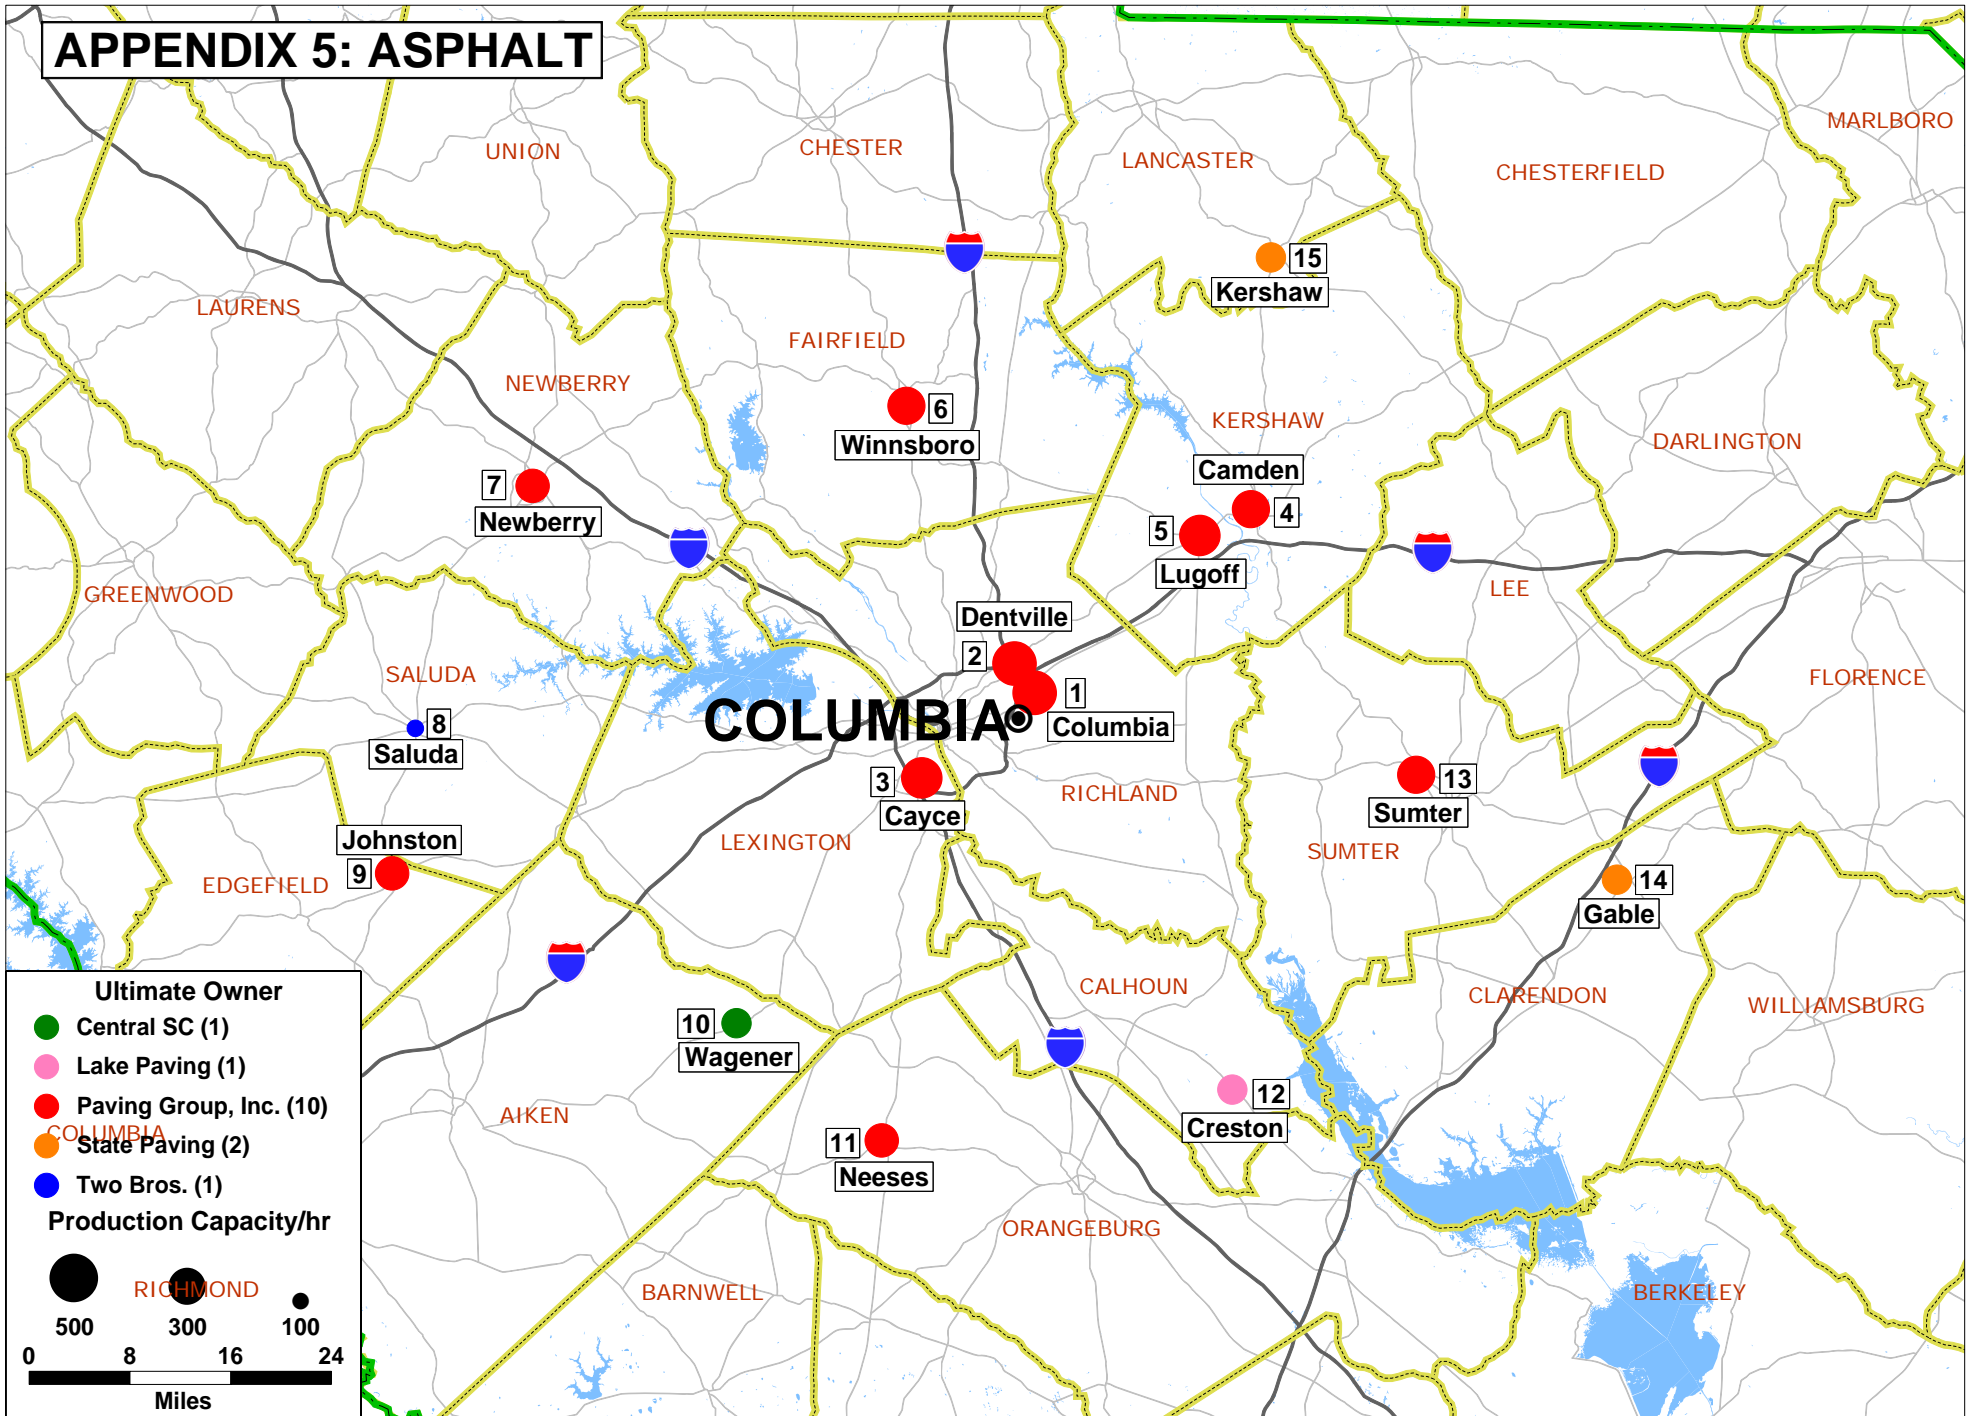 APPENDIX 5: ASPHALT
MARLBORO
UNION
CHESTER
LANCASTER
CHESTERFIELD
15
Kershaw
LAURENS
FAIRFIELD
NEWBERRY
6
Winnsboro
KERSHAW
DARLINGTON
Camden
7
Newberry
4
5
Lugoff
GREENWOOD
LEE
Dentville
2
SALUDA
FLORENCE
1
Columbia
COLUMBIA
8
Saluda
3
Cayce
RICHLAND
13
Sumter
Johnston
9
LEXINGTON
SUMTER
EDGEFIELD
14
Gable
CALHOUN
CLARENDON
WILLIAMSBURG
10
Wagener
12
Creston
AIKEN
11
Neeses
ORANGEBURG
BARNWELL
BERKELEY
Ultimate Owner
Central SC (1)
Lake Paving (1)
Paving Group, Inc. (10)
COLUMBIA
State Paving (2)
Two Bros. (1)
Production Capacity/hr
RICHMOND
500 300 100
0 8 16 24
Miles